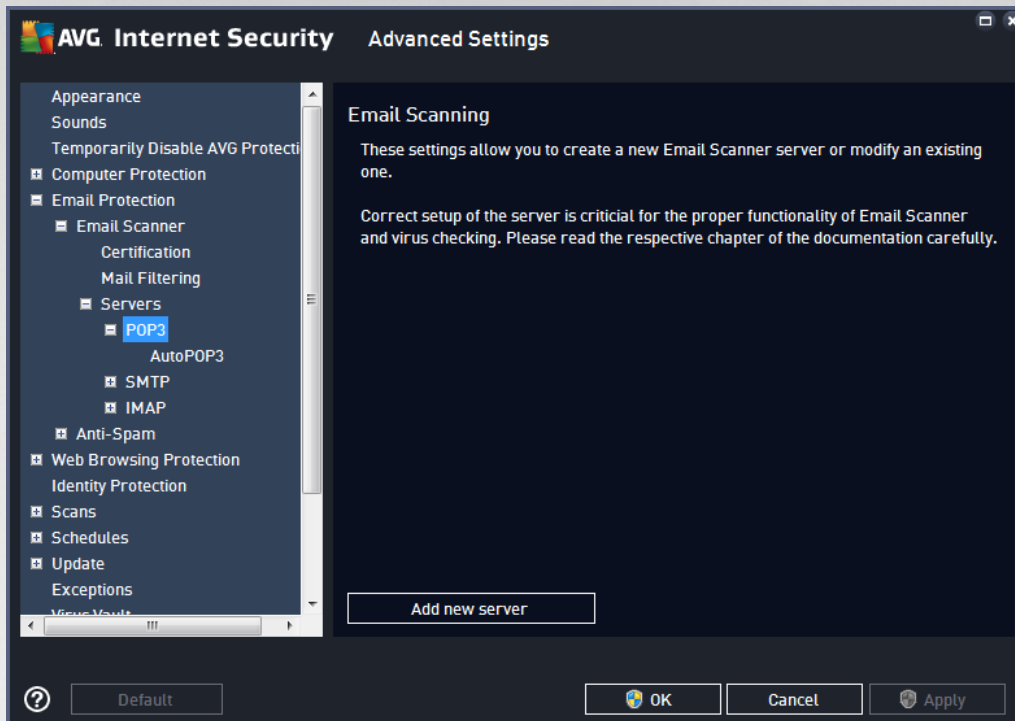 AVG. Internet Security Advanced Settings
Appearance
Sounds
Temporarily Disable AVG Protecti
Computer Protection
Email Protection
Email Scanner
Certification
Mail Filtering
Servers
POP3
AutoPOP3
SMTP
IMAP
Anti-Spam
Web Browsing Protection
Identity Protection
Scans
Schedules
Update
Exceptions
Virus Vault
Email Scanning
These settings allow you to create a new Email Scanner server or modify an existing
one.
Correct setup of the server is criticial for the proper functionality of Email Scanner
and virus checking. Please read the respective chapter of the documentation carefully.
Add new server
Default
OK
Cancel
Apply